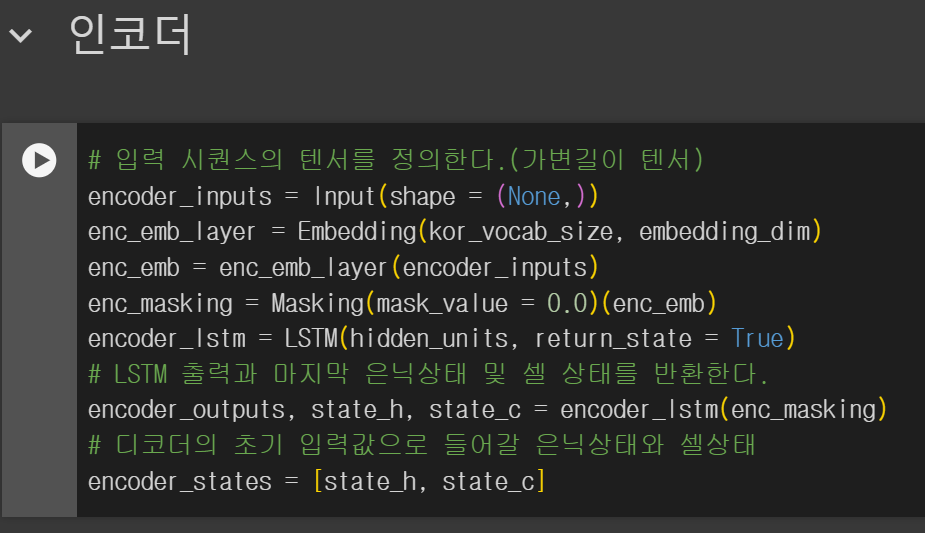 인코더
# 입력 시퀀스의 텐서를 정의한다.(가변길이 텐서)
encoder_inputs = Input(shape = (None,))
enc_emb_layer = Embedding(kor_vocab_size, embedding_dim)
enc_emb = enc_emb_layer(encoder_inputs)
enc_masking = Masking(mask_value = 0.0)(enc_emb)
encoder_lstm = LSTM(hidden_units, return_state = True)
# LSTM 출력과 마지막 은닉상태 및 셀 상태를 반환한다.
encoder_outputs, state_h, state_c = encoder_lstm(enc_masking)
# 디코더의 초기 입력값으로 들어갈 은닉상태와 셀상태
encoder_states = [state_h, state_c]